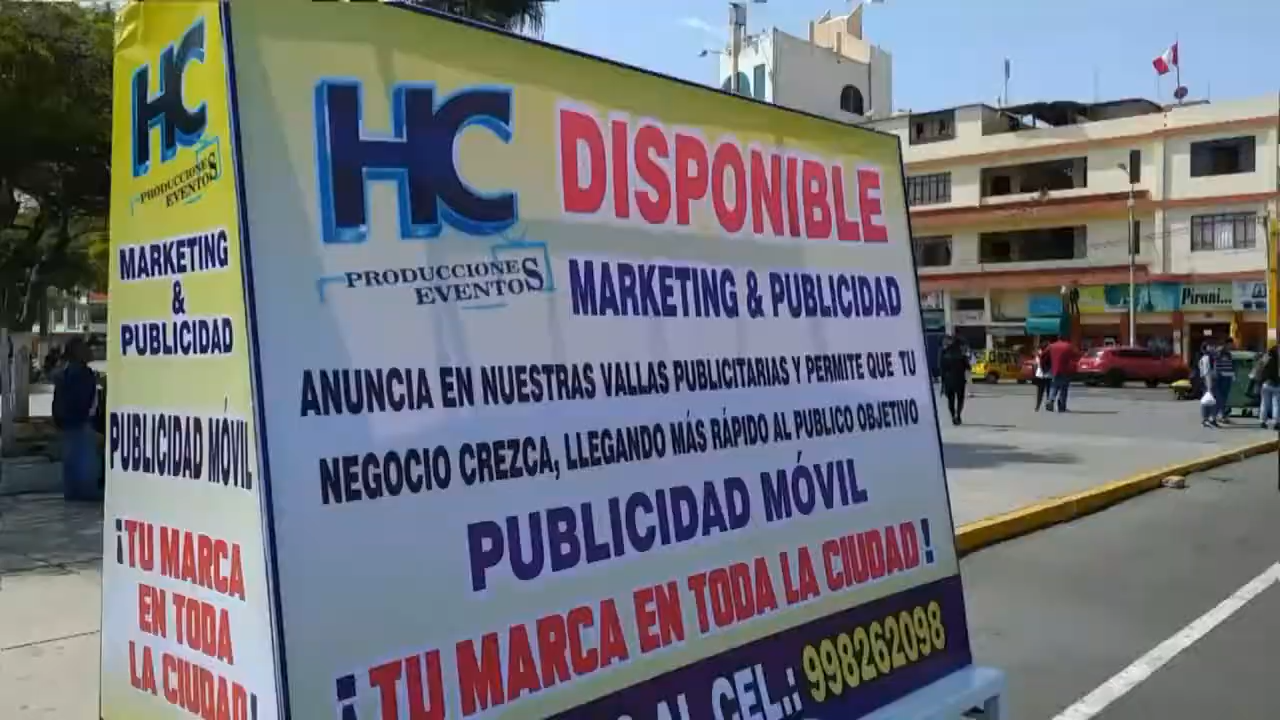 HC
PRODUCCIONES
EVENTOS
MARKETING
&
PUBLICIDAD
PUBLICIDAD MÓVIL
¡TU MARCA
EN TODA
LA CIUDAD!
HC
PRODUCCIONES
EVENTOS
DISPONIBLE
MARKETING & PUBLICIDAD
ANUNCIA EN NUESTRAS VALLAS PUBLICITARIAS Y PERMITE QUE TU
NEGOCIO CREZCA, LLEGANDO MÁS RÁPIDO AL PUBLICO OBJETIVO
PUBLICIDAD MÓVIL
¡TU MARCA EN TODA LA CIUDAD!
AL CEL.: 998262098